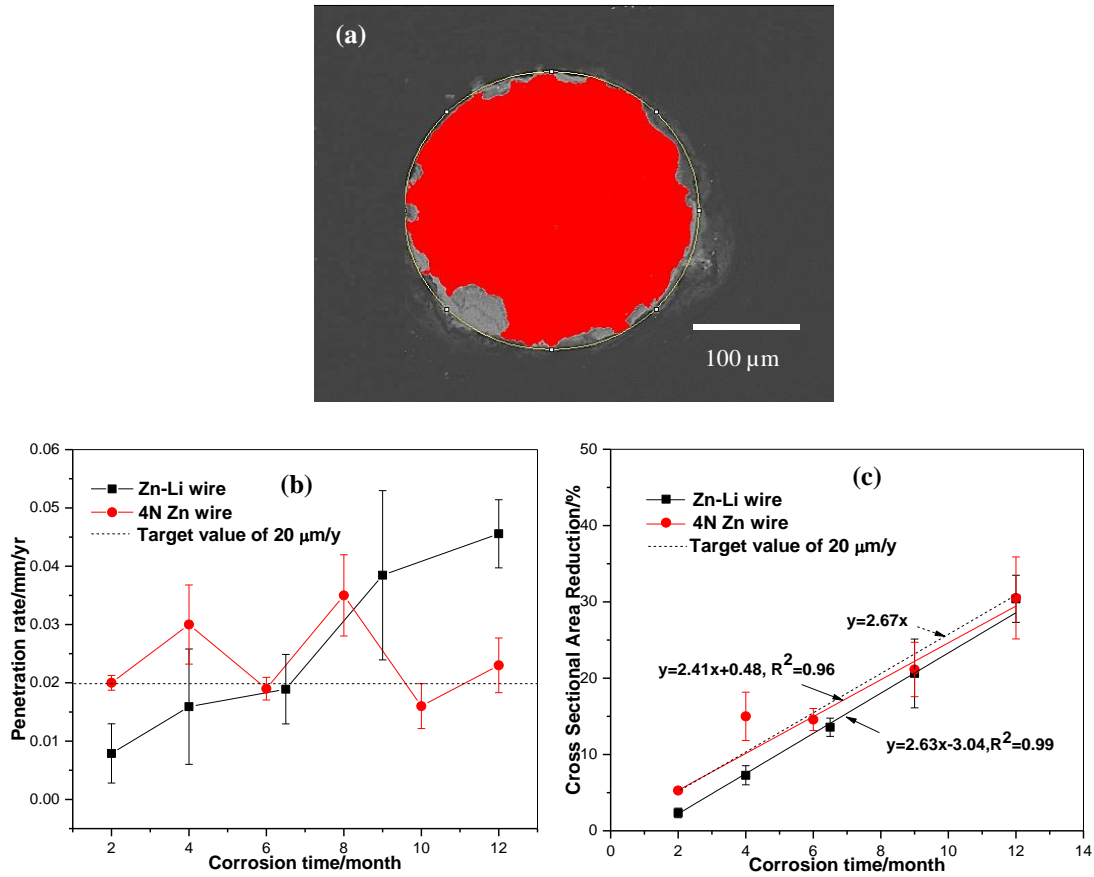 (a)
100 µm
(b)
Zn-Li wire
4N Zn wire
Target value of 20 µm/y
Penetration rate/mm/yr
0.06
0.05
0.04
0.03
0.02
0.01
0.00
2 4 6 8 10 12
Corrosion time/month
(c)
Zn-Li wire
4N Zn wire
Target value of 20 µm/y
Cross Sectional Area Reduction/%
50
40
30
20
10
0
y=2.67x
y=2.41x+0.48, R²=0.96
y=2.63x-3.04,R²=0.99
0 2 4 6 8 10 12 14
Corrosion time/month